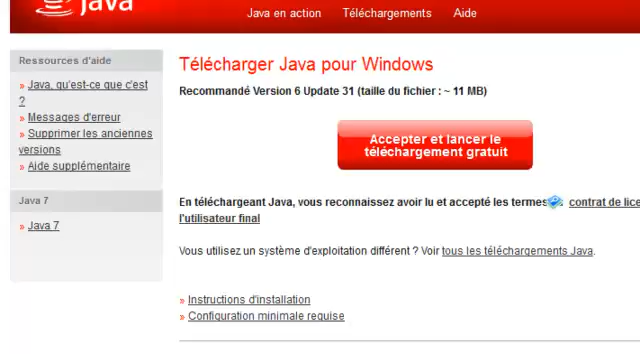 java
Java en action Téléchargements Aide
Ressources d'aide
» Java, qu'est-ce que c'est
?
» Messages d'erreur
» Supprimer les anciennes
versions
» Aide supplémentaire
Java 7
» Java 7
Télécharger Java pour Windows
Recommandé Version 6 Update 31 (taille du fichier : ~ 11 MB)
Accepter et lancer le
téléchargement gratuit
En téléchargeant Java, vous reconnaissez avoir lu et accepté les termes contrat de lice
l'utilisateur final
Vous utilisez un système d'exploitation différent ? Voir tous les téléchargements Java.
» Instructions d'installation
» Configuration minimale requise